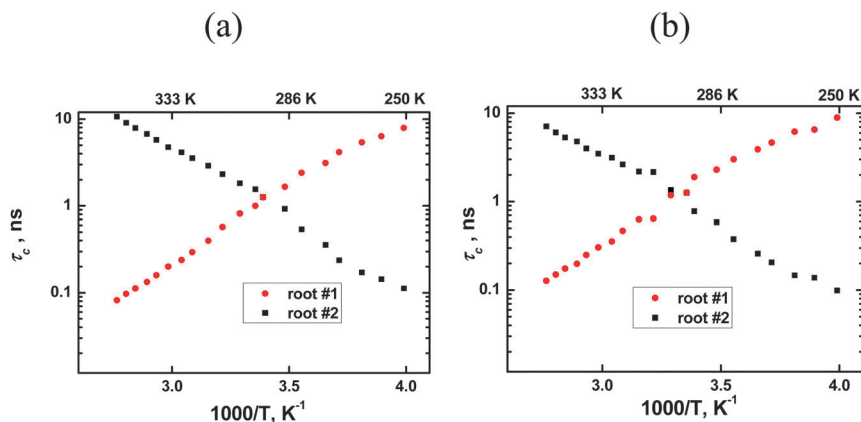 (a)
333 K 286 K 250 K
10
1
0.1
τc , ns
root #1
root #2
3.0 3.5 4.0
1000/T, K-1
(b)
333 K 286 K 250 K
10
1
0.1
τc , ns
root #1
root #2
3.0 3.5 4.0
1000/T, K-1